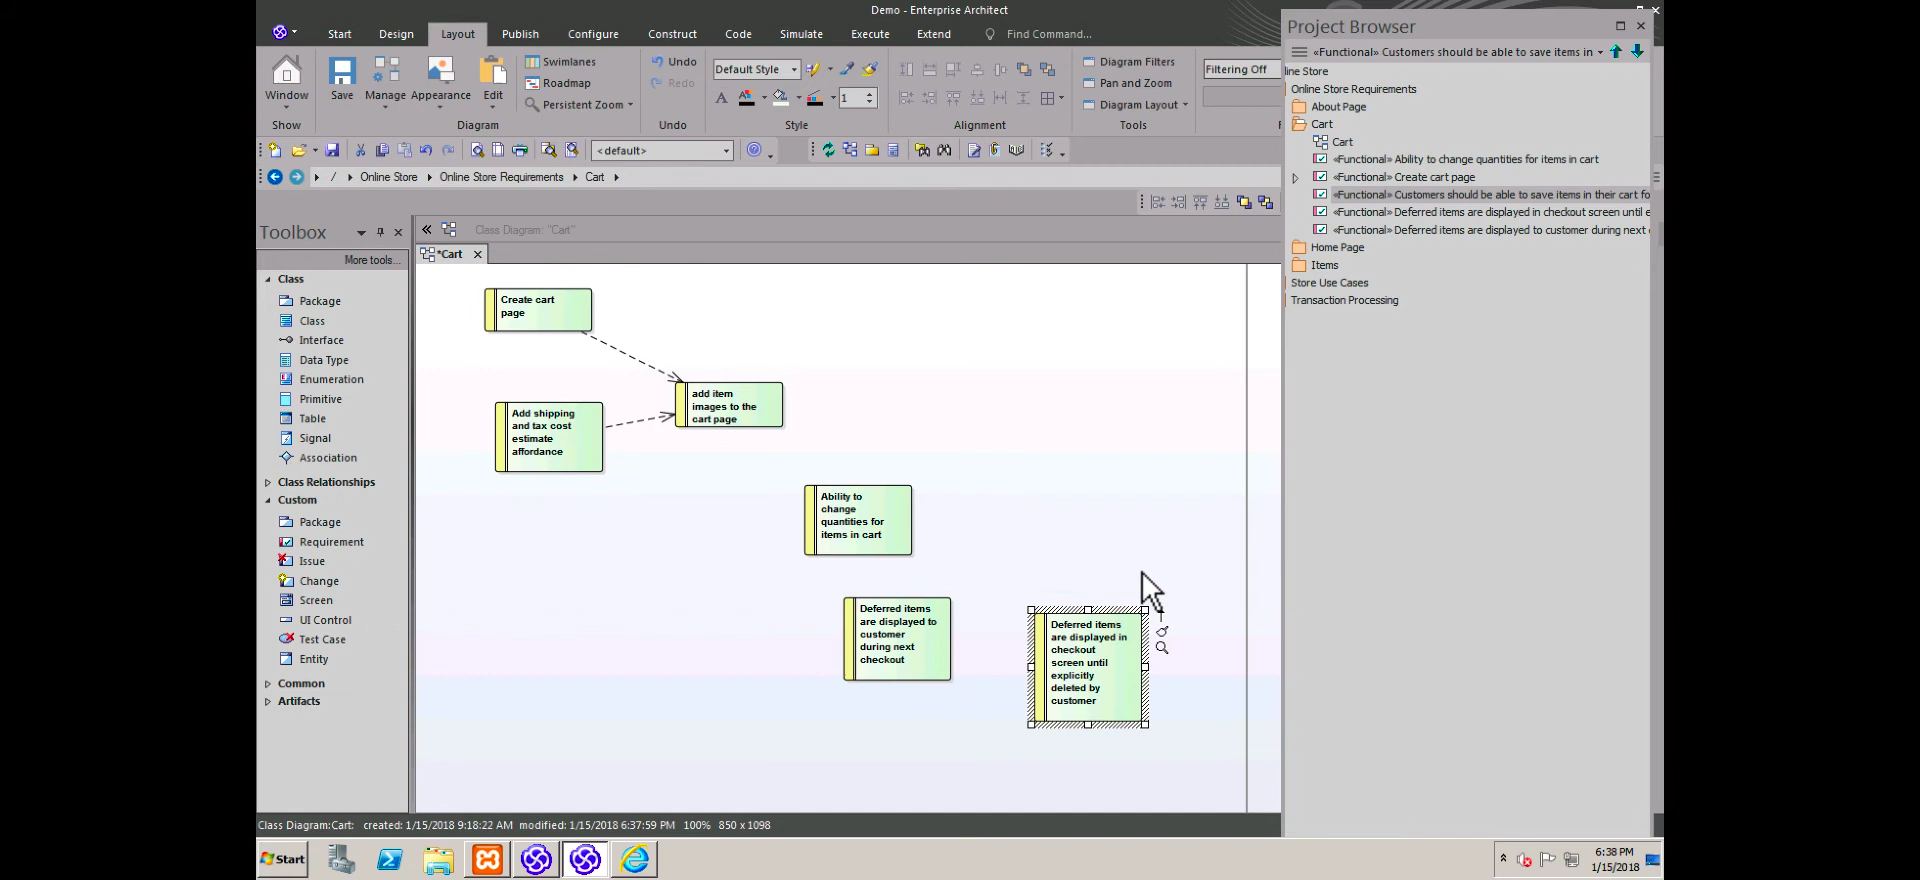 Demo - Enterprise Architect
Start Design Layout Publish Configure Construct Code Simulate Execute Extend Find Command...
Window
Show
Save Manage Appearance Edit
Swimlanes
Roadmap
Persistent Zoom
Diagram
Undo
Redo
Undo
Default Style
1
Style
Alignment
Diagram Filters
Pan and Zoom
Diagram Layout
Tools
Filtering Off
<default>
/ Online Store Online Store Requirements Cart
Toolbox
More tools...
Class
Package
Class
Interface
Data Type
Enumeration
Primitive
Table
Signal
Association
Class Relationships
Custom
Package
Requirement
Issue
Change
Screen
UI Control
Test Case
Entity
Common
Artifacts
Class Diagram: "Cart"
*Cart
Create cart
page
add item
images to the
cart page
Add shipping
and tax cost
estimate
affordance
Ability to
change
quantities for
items in cart
Deferred items
are displayed to
customer
during next
checkout
Deferred items
are displayed in
checkout
screen until
explicitly
deleted by
customer
Project Browser
«Functional» Customers should be able to save items in
line Store
Online Store Requirements
About Page
Cart
Cart
«Functional» Ability to change quantities for items in cart
«Functional» Create cart page
«Functional» Customers should be able to save items in their cart fo
«Functional» Deferred items are displayed in checkout screen until e
«Functional» Deferred items are displayed to customer during next
Home Page
Items
Store Use Cases
Transaction Processing
Class Diagram:Cart: created: 1/15/2018 9:18:22 AM modified: 1/15/2018 6:37:59 PM 100% 850 x 1098
Start
6:38 PM
1/15/2018